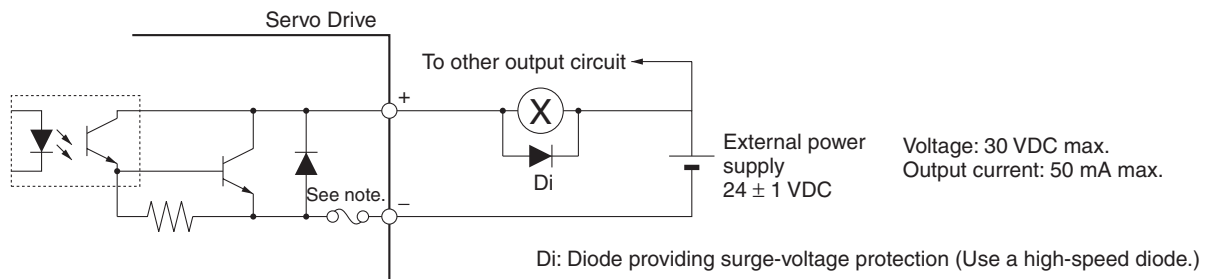 Servo Drive
To other output circuit
+
X
Di
See note.
−
External power
supply
24 ± 1 VDC
Voltage: 30 VDC max.
Output current: 50 mA max.
Di: Diode providing surge-voltage protection (Use a high-speed diode.)